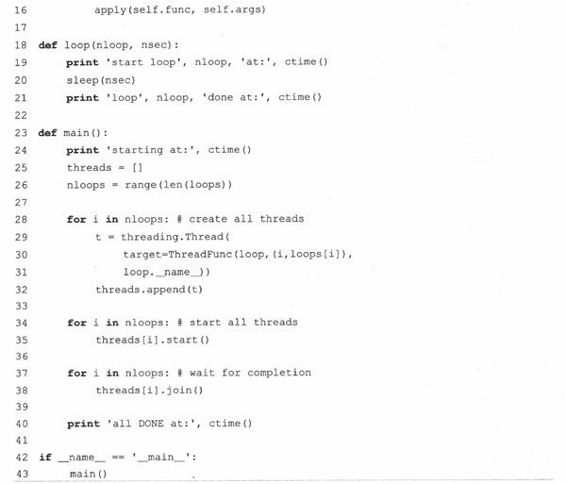 16 apply(self.func, self.args)
17
18 def loop(nloop, nsec):
19 print 'start loop', nloop, 'at:', ctime()
20 sleep(nsec)
21 print 'loop', nloop, 'done at:', ctime()
22
23 def main():
24 print 'starting at:', ctime()
25 threads = []
26 nloops = range(len(loops))
27
28 for i in nloops: # create all threads
29 t = threading.Thread(
30 target=ThreadFunc(loop,(i,loops[i]),
31 loop.__name__))
32 threads.append(t)
33
34 for i in nloops: # start all threads
35 threads[i].start()
36
37 for i in nloops: # wait for completion
38 threads[i].join()
39
40 print 'all DONE at:', ctime()
41
42 if __name__ == '__main__':
43 main()